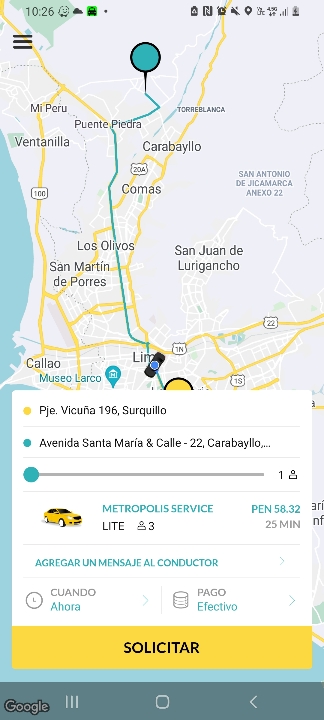 10:26
Mi Peru
Ventanilla
Puente Piedra
TORREBLANCA
Carabayllo
20A
SAN ANTONIO
DE JICAMARCA
ANEXO 22
100
Comas
Los Olivos
San Juan de
Lurigancho
San Martín
de Porres
22
Callao
Lim
1N
Museo Larco
1S
Pje. Vicuña 196, Surquillo
Avenida Santa María & Calle - 22, Carabayllo,...
1
METROPOLIS SERVICE
PEN 58.32
LITE 3
25 MIN
AGREGAR UN MENSAJE AL CONDUCTOR
CUANDO
Ahora
PAGO
Efectivo
SOLICITAR
Google